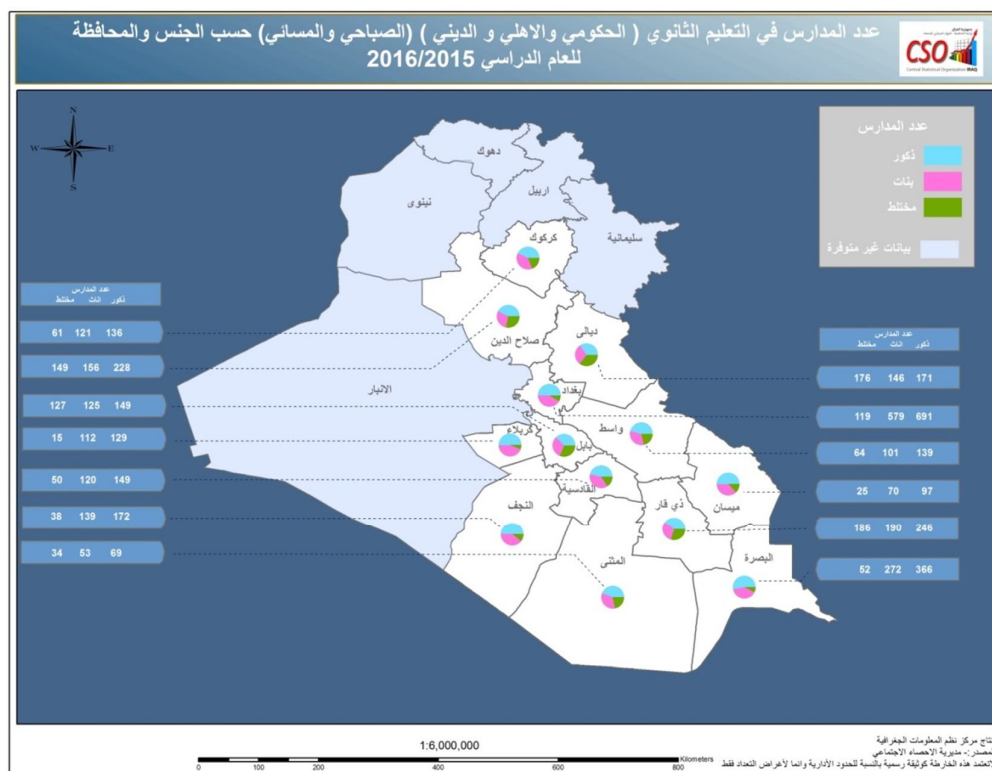 عدد المدارس في التعليم الثانوي ( الحكومي والاهلي و الديني ) (الصباحي والمسائي) حسب الجنس والمحافظة
للعام الدراسي 2016/2015
CSO
Central Statistical Organization IRAQ
N
W E
S
عدد المدارس
ذكور
بنات
مختلط
بيانات غير متوفرة
دهوك
نينوى
اربيل
سليمانية
كركوك
صلاح الدين
ديالى
الانبار
بغداد
كربلاء
بابل
واسط
القادسية
النجف
ميسان
ذي قار
المثنى
البصرة
عدد المدارس
ذكور اناث مختلط
61 121 136
149 156 228
127 125 149
15 112 129
50 120 149
38 139 172
34 53 69
عدد المدارس
ذكور اناث مختلط
176 146 171
119 579 691
64 101 139
25 70 97
186 190 246
52 272 366
1:6,000,000
0 100 200 400 600 800 Kilometers
نتاج مركز نظم المعلومات الجغرافية
لمصدر:- مديرية الاحصاء الاجتماعي
لاتعتمد هذه الخارطة كوثيقة رسمية بالنسبة للحدود الأدارية وانما لأغراض التعداد فقط